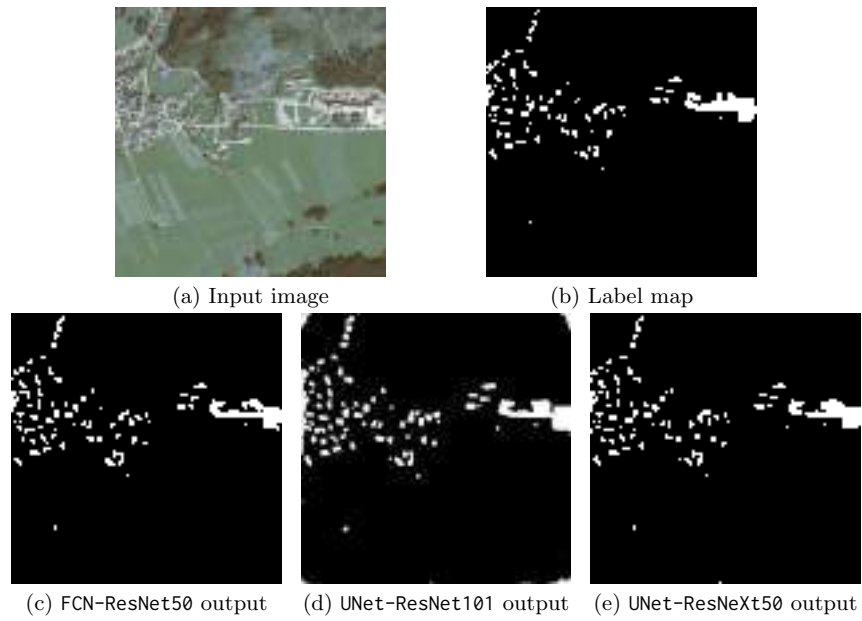 (a) Input image
(b) Label map
(c) FCN-ResNet50 output
(d) UNet-ResNet101 output
(e) UNet-ResNeXt50 output